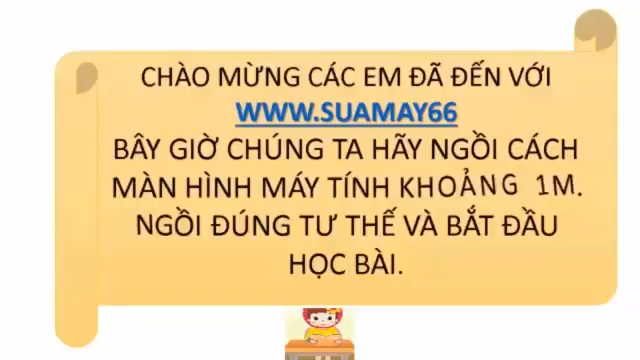 CHÀO MỪNG CÁC EM ĐÃ ĐẾN VỚI
WWW.SUAMAY66
BÂY GIỜ CHÚNG TA HÃY NGỒI CÁCH
MÀN HÌNH MÁY TÍNH KHOẢNG 1M.
NGỒI ĐÚNG TƯ THẾ VÀ BẮT ĐẦU
HỌC BÀI.